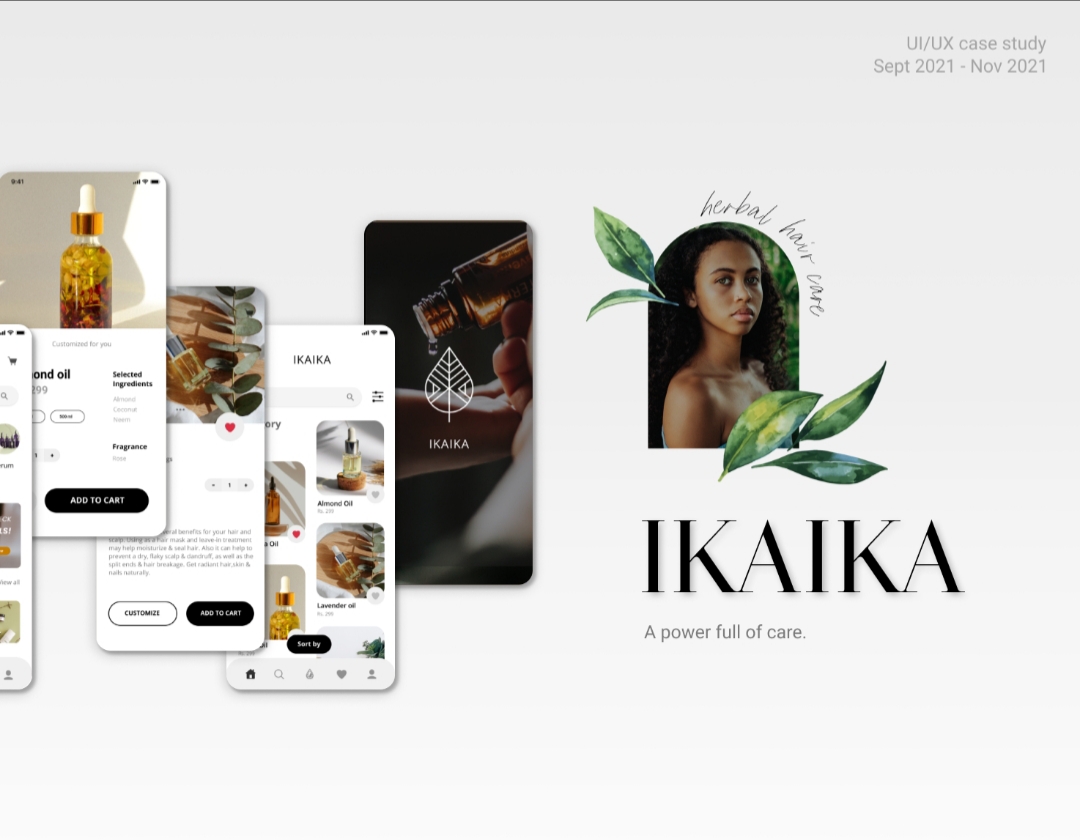 UI/UX case study
Sept 2021 - Nov 2021
herbal hair care
IKAIKA
A power full of care.
IKAIKA
9:41
Customized for you
ond oil
299
500ml
1 +
Selected
Ingredients
Almond
Coconut
Neem
Fragrance
Rose
ADD TO CART
- 1 +
eral benefits for your hair and
scalp. Using as a hair mask and leave-in treatment
may help moisturize & seal hair. Also it can help to
prevent a dry, flaky scalp & dandruff, as well as the
split ends & hair breakage. Get radiant hair,skin &
nails naturally.
CUSTOMIZE
ADD TO CART
IKAIKA
ory
Almond Oil
Rs. 299
a Oil
Lavender oil
Rs. 299
Sort by
rum
View all